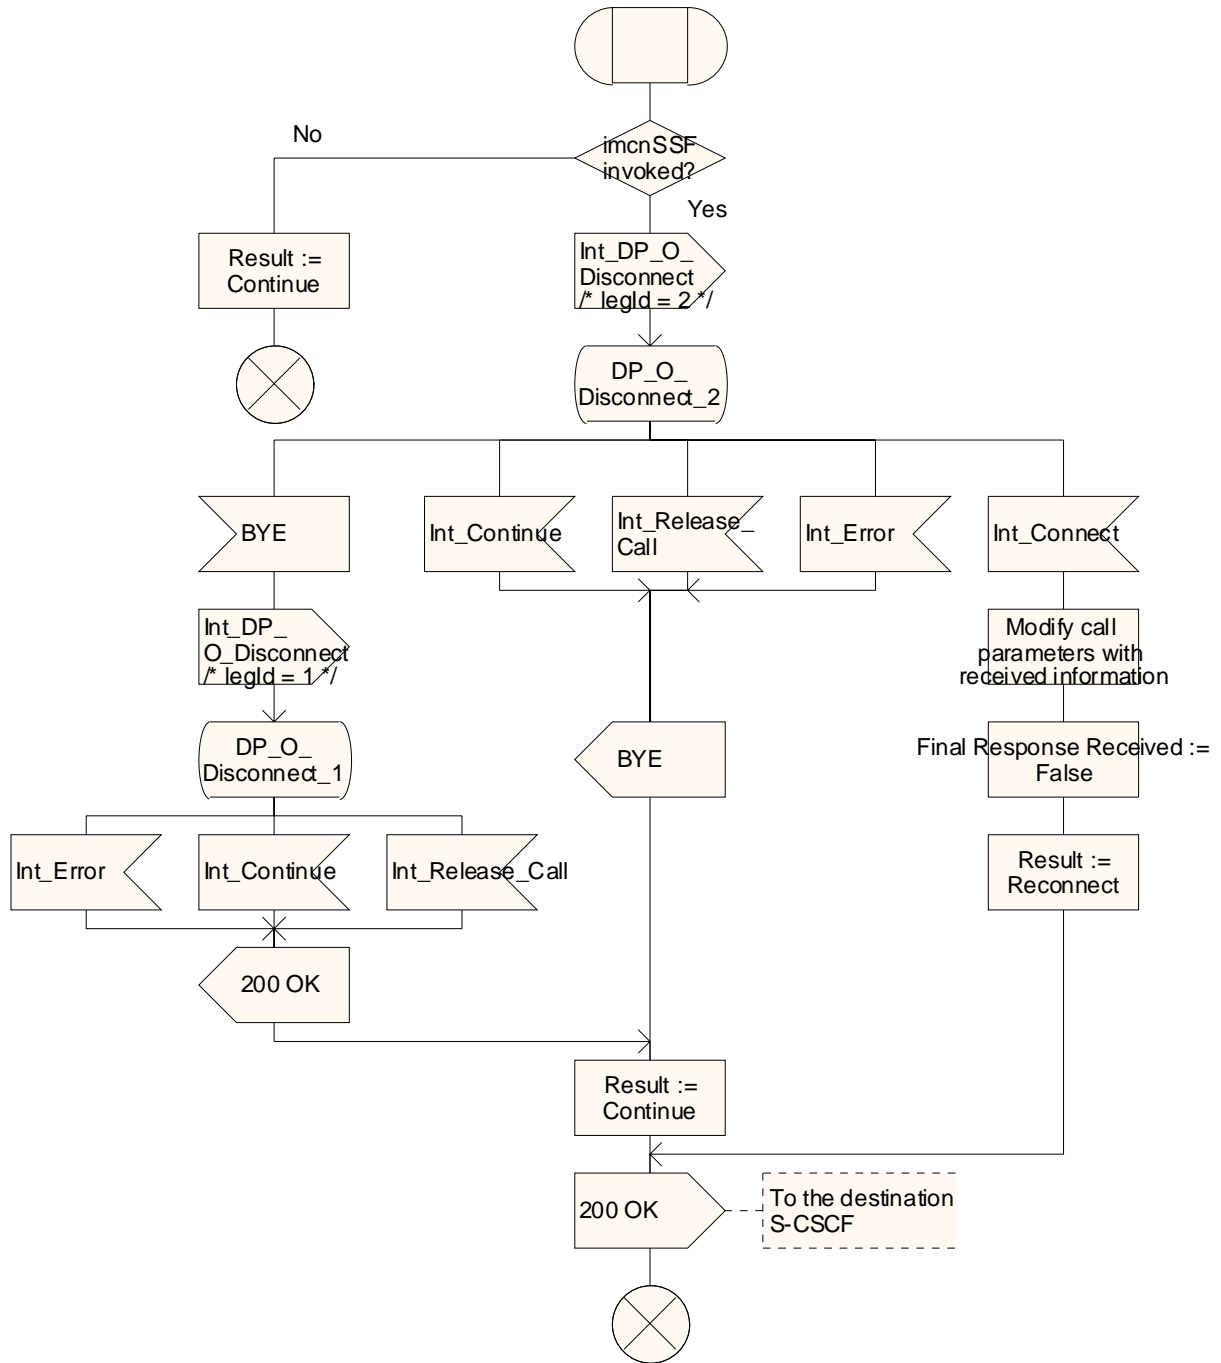 No
imcnSSF
invoked?
Yes
Result :=
Continue
Int_DP_O_
Disconnect
/* legId = 2 */
DP_O_
Disconnect_2
BYE
Int_Continue
Int_Release_
Call
Int_Error
Int_Connect
Int_DP_
O_Disconnect
/* legId = 1 */
Modify call
parameters with
received information
DP_O_
Disconnect_1
BYE
Final Response Received :=
False
Int_Error
Int_Continue
Int_Release_Call
Result :=
Reconnect
200 OK
Result :=
Continue
200 OK
To the destination
S-CSCF